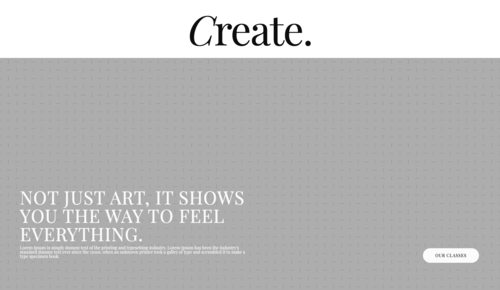 Create.
NOT JUST ART, IT SHOWS
YOU THE WAY TO FEEL
EVERYTHING.
Lorem Ipsum is simply dummy text of the printing and typesetting industry. Lorem Ipsum has been the industry's
standard dummy text ever since the 1500s, when an unknown printer took a galley of type and scrambled it to make a
type specimen book.
OUR CLASSES